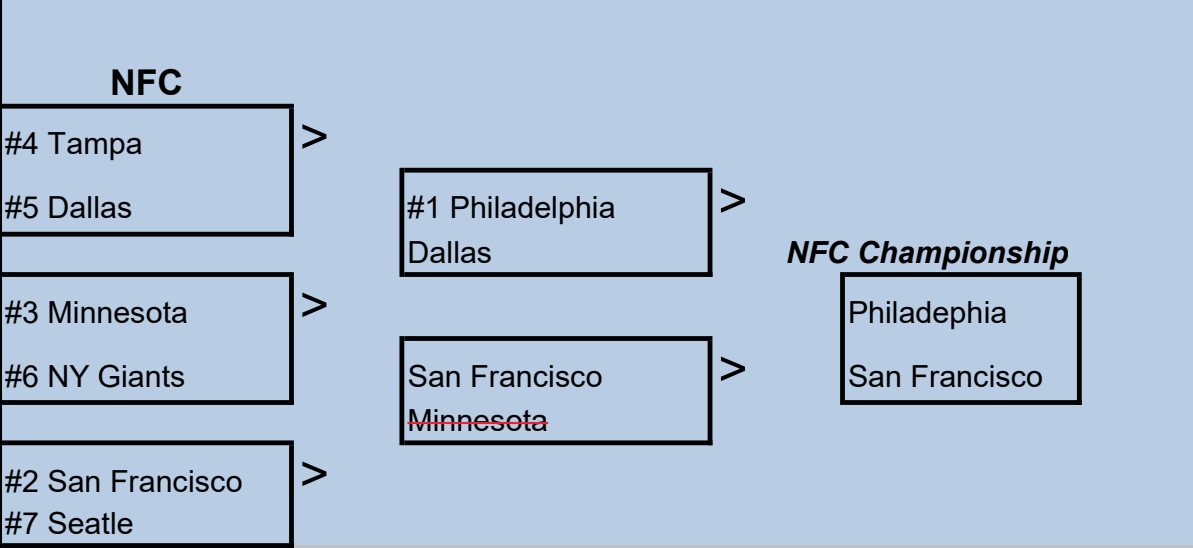 NFC
#4 Tampa
>
#5 Dallas
#1 Philadelphia
>
Dallas
NFC Championship
#3 Minnesota
>
Philadephia
#6 NY Giants
San Francisco
>
San Francisco
Minnesota
#2 San Francisco
>
#7 Seatle